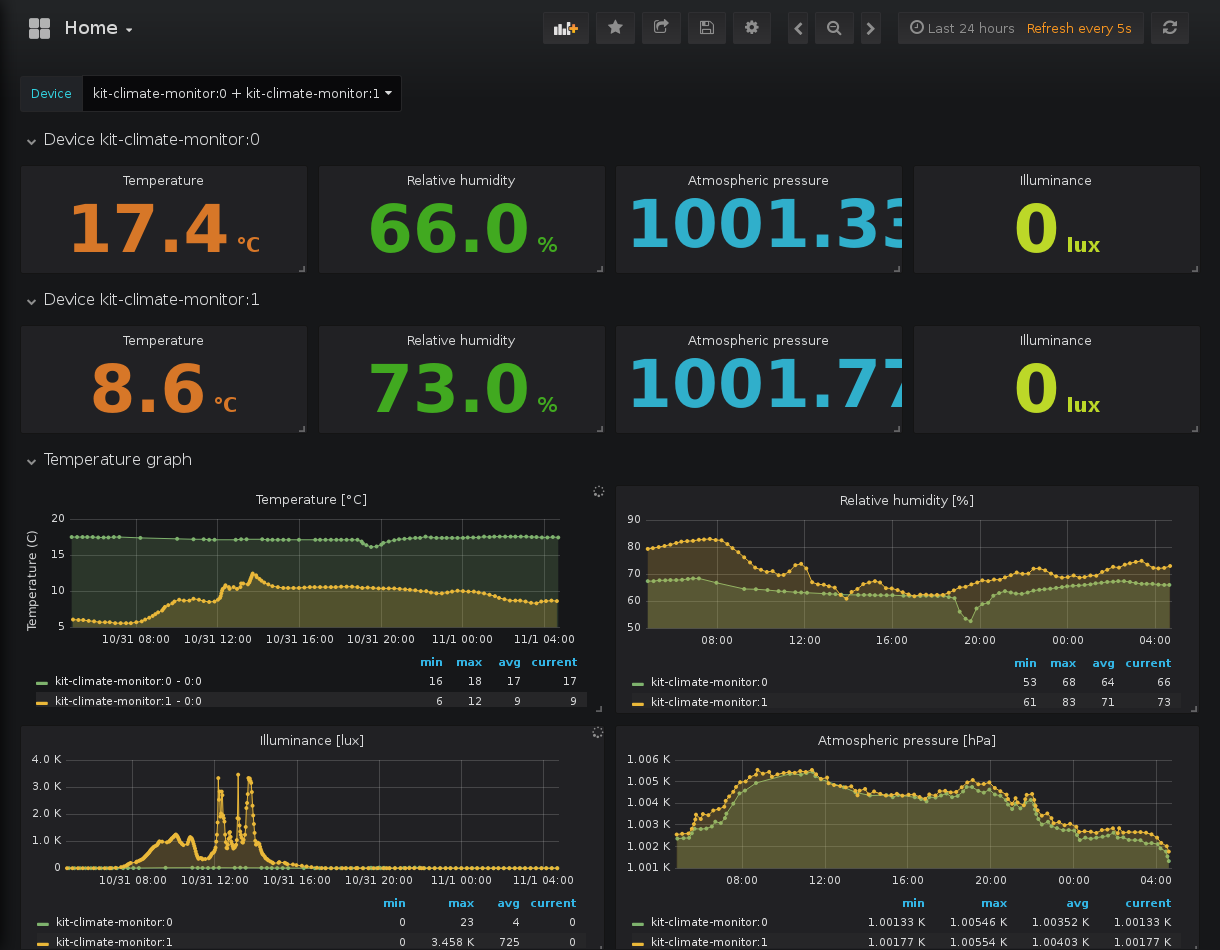 Home
Last 24 hours Refresh every 5s
Device kit-climate-monitor:0 + kit-climate-monitor:1
Device kit-climate-monitor:0
Temperature Relative humidity Atmospheric pressure Illuminance
17.4 °C 66.0 % 1001.33 0 lux
Device kit-climate-monitor:1
Temperature Relative humidity Atmospheric pressure Illuminance
8.6 °C 73.0 % 1001.77 0 lux
Temperature graph
Temperature [°C]
Temperature (C)
20
15
10
5
10/31 08:00 10/31 12:00 10/31 16:00 10/31 20:00 11/1 00:00 11/1 04:00
min max avg current
kit-climate-monitor:0 - 0:0 16 18 17 17
kit-climate-monitor:1 - 0:0 6 12 9 9
Relative humidity [%]
90
80
70
60
50
08:00 12:00 16:00 20:00 00:00 04:00
min max avg current
kit-climate-monitor:0 53 68 64 66
kit-climate-monitor:1 61 83 71 73
Illuminance [lux]
4.0 K
3.0 K
2.0 K
1.0 K
0
10/31 08:00 10/31 12:00 10/31 16:00 10/31 20:00 11/1 00:00 11/1 04:00
min max avg current
kit-climate-monitor:0 0 23 4 0
kit-climate-monitor:1 0 3.458 K 725 0
Atmospheric pressure [hPa]
1.006 K
1.005 K
1.004 K
1.003 K
1.002 K
1.001 K
08:00 12:00 16:00 20:00 00:00 04:00
min max avg current
kit-climate-monitor:0 1.00133 K 1.00546 K 1.00352 K 1.00133 K
kit-climate-monitor:1 1.00177 K 1.00554 K 1.00403 K 1.00177 K